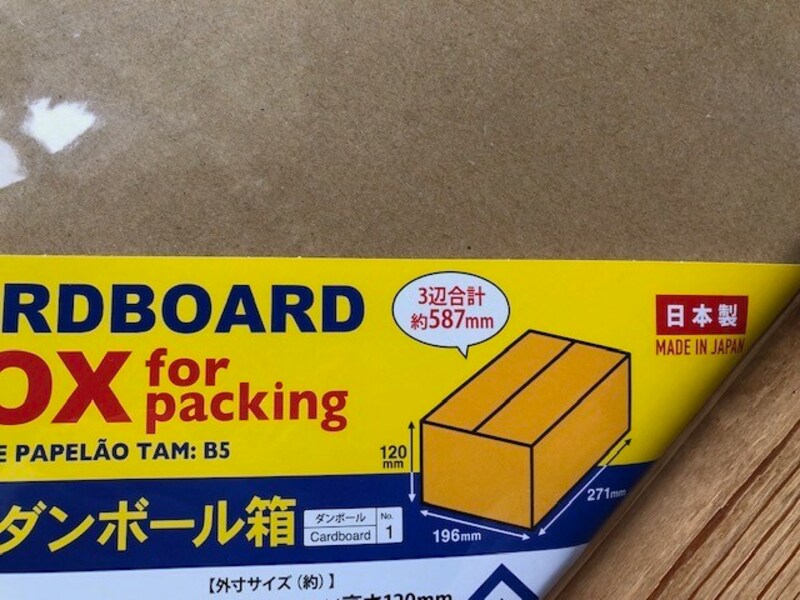 RDBOARD
OX for
packing
E PAPELÃO TAM: B5
ダンボール箱
ダンボール
Cardboard
No.
1
3辺合計
約587mm
日本製
MADE IN JAPAN
120
mm
196mm
271mm
【外寸サイズ（約）】
120mm